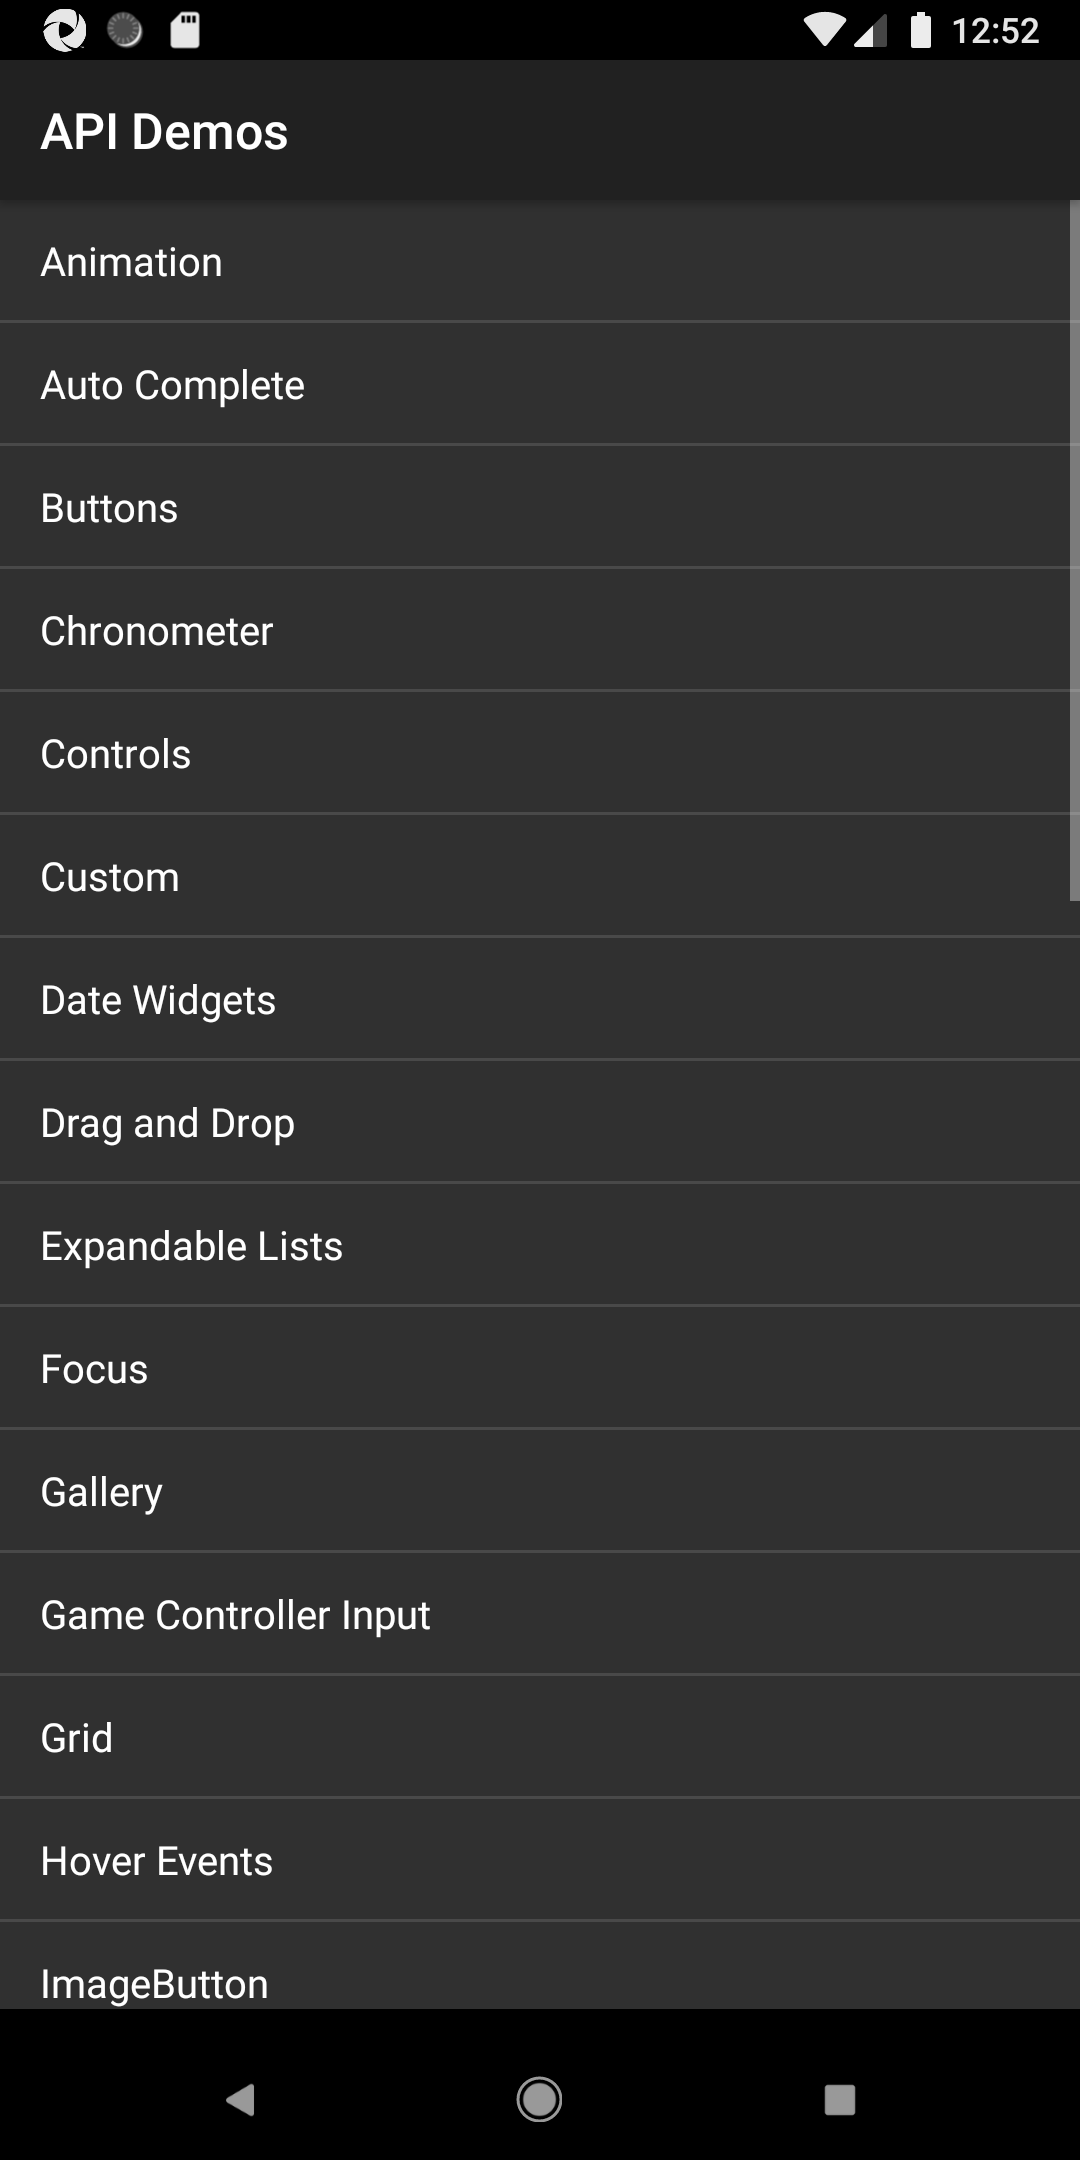 12:52
API Demos
Animation
Auto Complete
Buttons
Chronometer
Controls
Custom
Date Widgets
Drag and Drop
Expandable Lists
Focus
Gallery
Game Controller Input
Grid
Hover Events
ImageButton